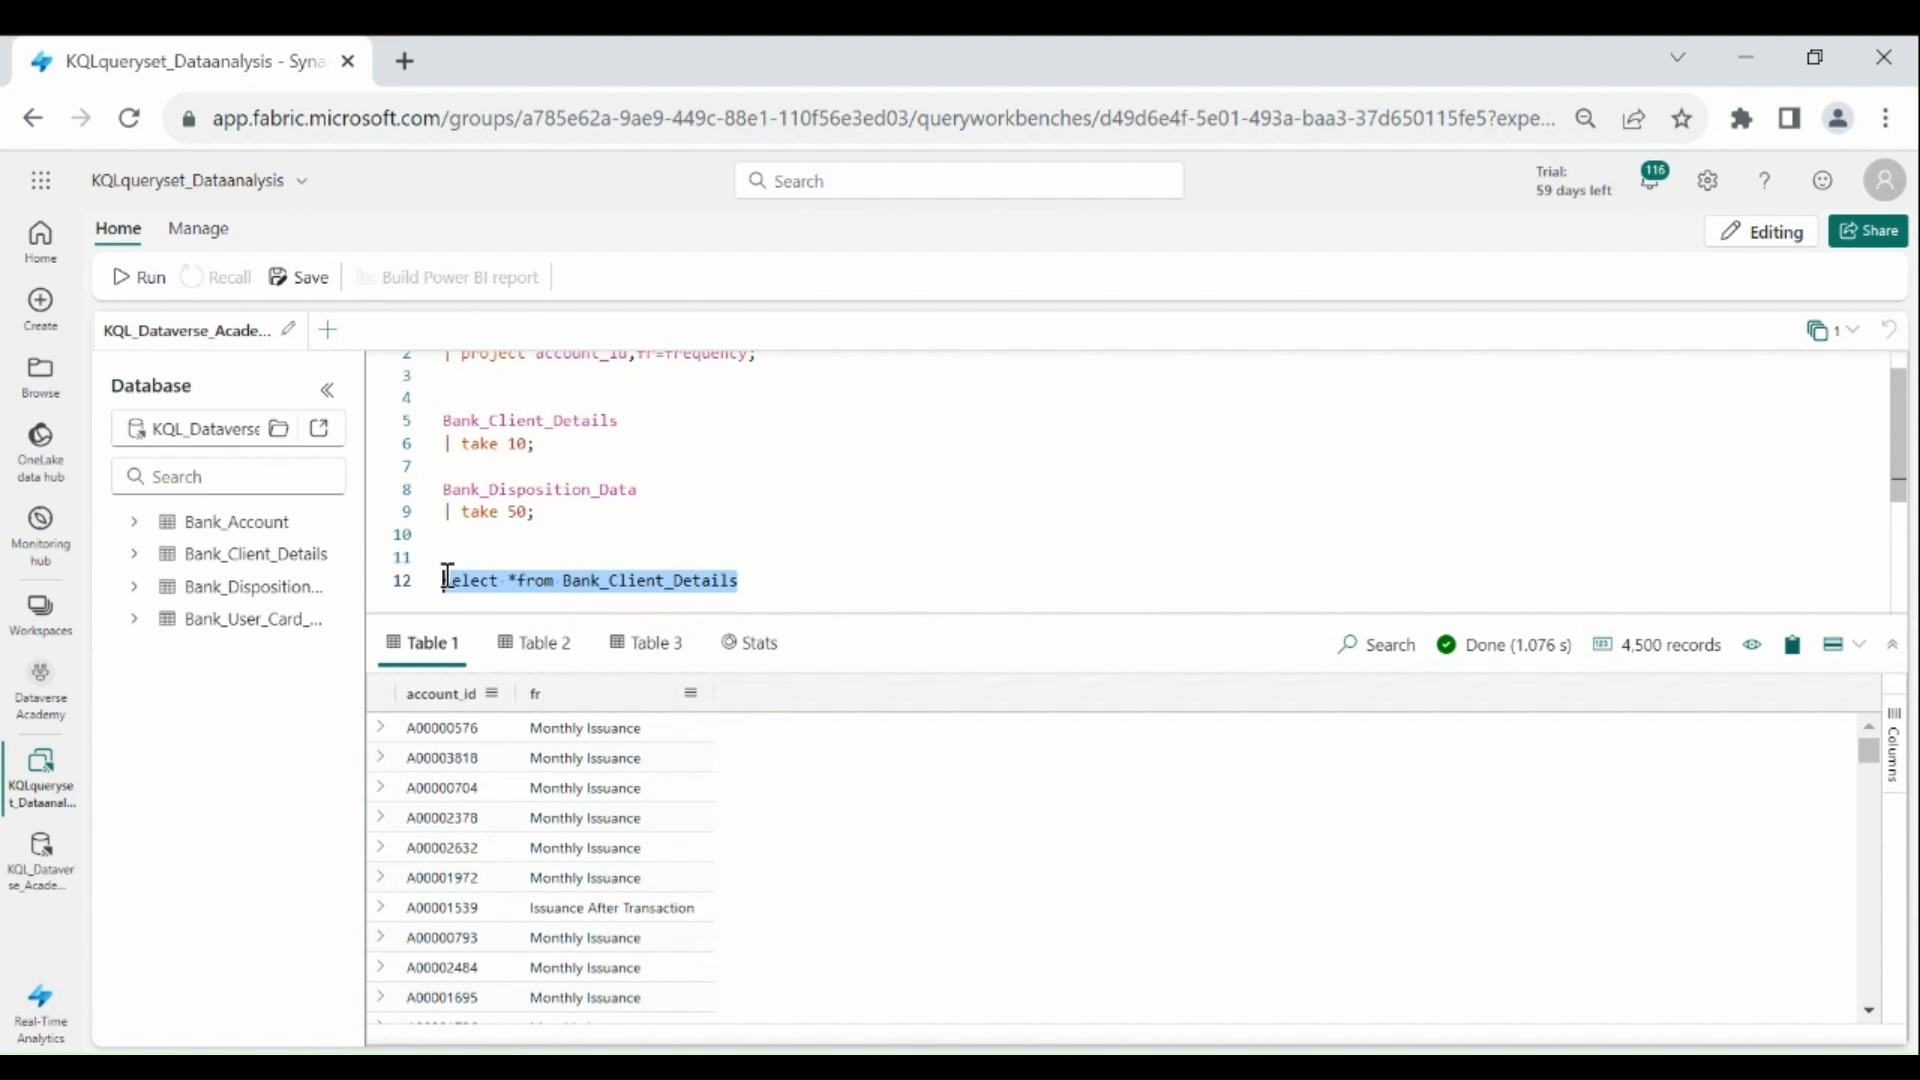 KQLqueryset_Dataanalysis - Syna
app.fabric.microsoft.com/groups/a785e62a-9ae9-449c-88e1-110f56e3ed03/queryworkbenches/d49d6e4f-5e01-493a-baa3-37d650115fe5?expe...
KQLqueryset_Dataanalysis
Search
Trial:
59 days left
116
Home
Manage
Editing
Share
Run
Recall
Save
Build Power BI report
Home
Create
Browse
OneLake
data hub
Monitoring
hub
Workspaces
Dataverse
Academy
KQLqueryse
t_Dataanal...
KQL_Dataver
se_Acade...
Real-Time
Analytics
KQL_Dataverse_Acade...
1
Database
KQL_Dataverse
Search
Bank_Account
Bank_Client_Details
Bank_Disposition...
Bank_User_Card_...
2 | project account_id,fr=frequency;
3
4
5 Bank_Client_Details
6 | take 10;
7
8 Bank_Disposition_Data
9 | take 50;
10
11
12 select *from Bank_Client_Details
Table 1
Table 2
Table 3
Stats
Search
Done (1.076 s)
4,500 records
account_id fr
A00000576 Monthly Issuance
A00003818 Monthly Issuance
A00000704 Monthly Issuance
A00002378 Monthly Issuance
A00002632 Monthly Issuance
A00001972 Monthly Issuance
A00001539 Issuance After Transaction
A00000793 Monthly Issuance
A00002484 Monthly Issuance
A00001695 Monthly Issuance
Columns